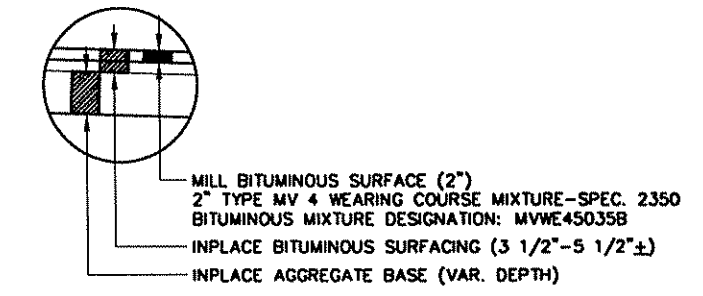 MILL BITUMINOUS SURFACE (2")
2" TYPE MV 4 WEARING COURSE MIXTURE-SPEC. 2350
BITUMINOUS MIXTURE DESIGNATION: MVWE45035B
INPLACE BITUMINOUS SURFACING (3 1/2"-5 1/2"±)
INPLACE AGGREGATE BASE (VAR. DEPTH)